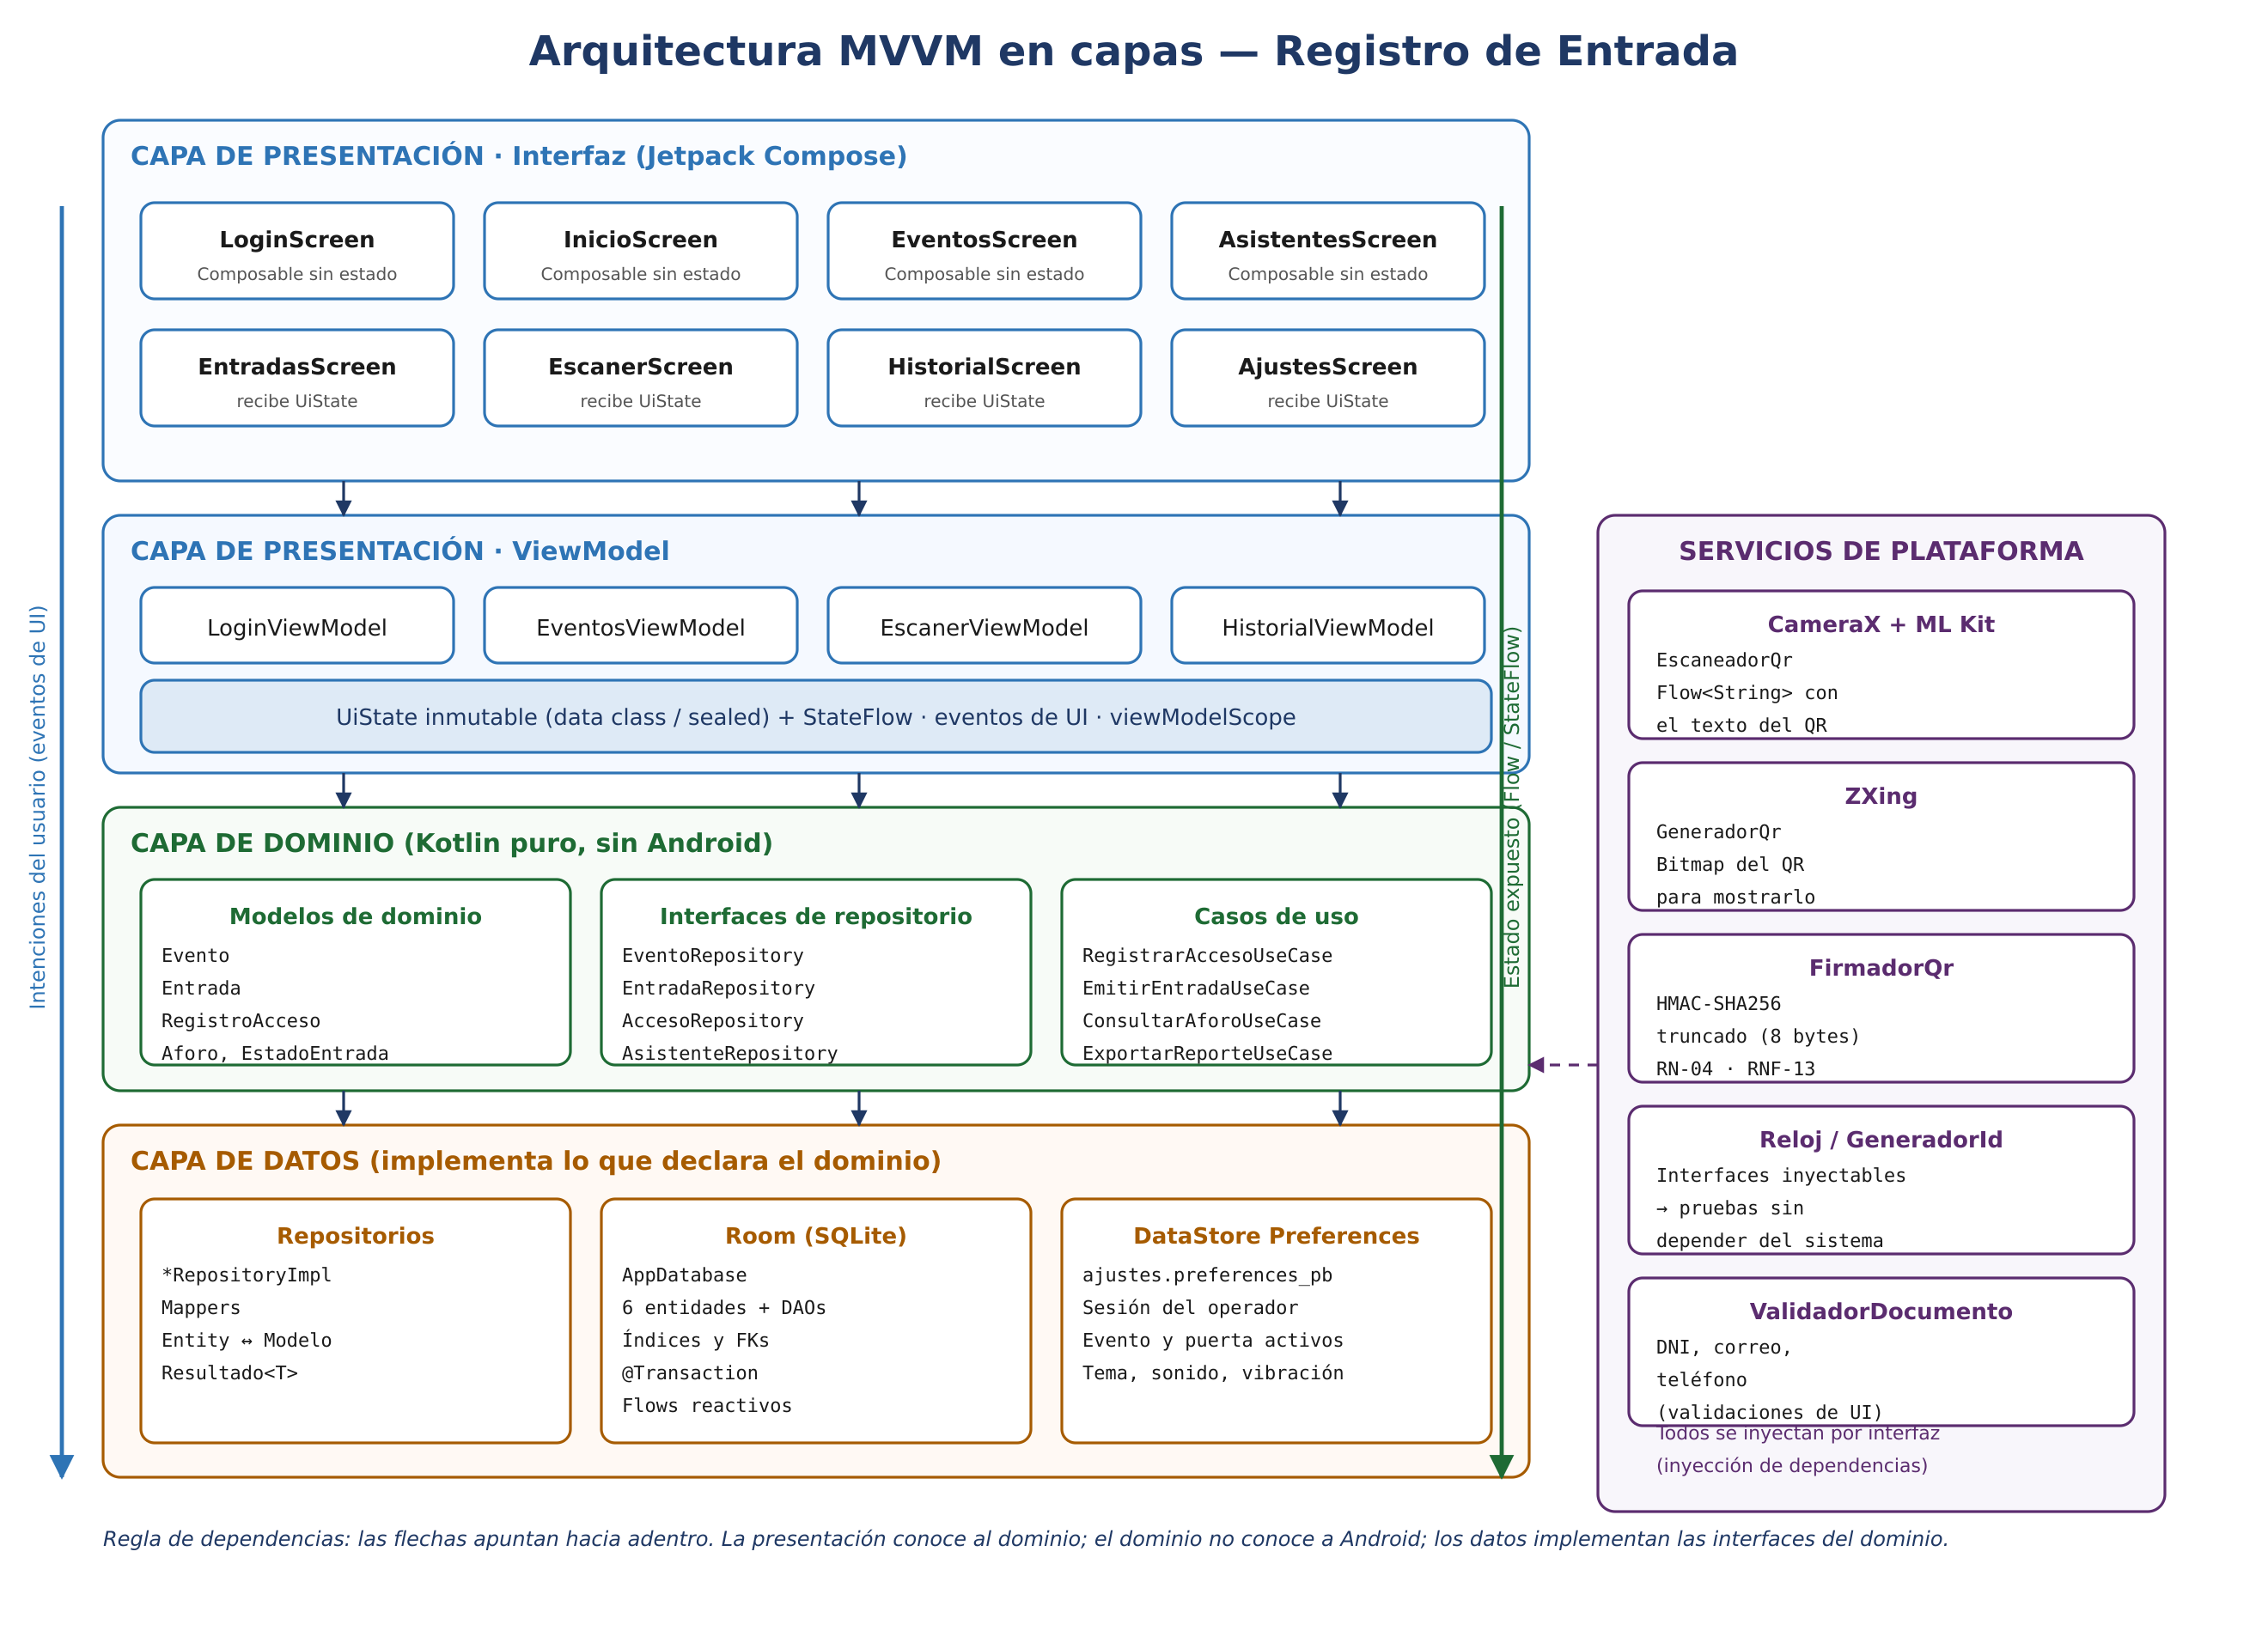 Arquitectura MVVM en capas — Registro de Entrada
CAPA DE PRESENTACIÓN · Interfaz (Jetpack Compose)
LoginScreen
Composable sin estado
InicioScreen
Composable sin estado
EventosScreen
Composable sin estado
AsistentesScreen
Composable sin estado
EntradasScreen
recibe UiState
EscanerScreen
recibe UiState
HistorialScreen
recibe UiState
AjustesScreen
recibe UiState
Intenciones del usuario (eventos de UI)
CAPA DE PRESENTACIÓN · ViewModel
LoginViewModel
EventosViewModel
EscanerViewModel
HistorialViewModel
UiState inmutable (data class / sealed) + StateFlow · eventos de UI · viewModelScope
Estado expuesto (Flow / StateFlow)
CAPA DE DOMINIO (Kotlin puro, sin Android)
Modelos de dominio
Evento
Entrada
RegistroAcceso
Aforo, EstadoEntrada
Interfaces de repositorio
EventoRepository
EntradaRepository
AccesoRepository
AsistenteRepository
Casos de uso
RegistrarAccesoUseCase
EmitirEntradaUseCase
ConsultarAforoUseCase
ExportarReporteUseCase
CAPA DE DATOS (implementa lo que declara el dominio)
Repositorios
*RepositoryImpl
Mappers
Entity ↔ Modelo
Resultado<T>
Room (SQLite)
AppDatabase
6 entidades + DAOs
Índices y FKs
@Transaction
Flows reactivos
DataStore Preferences
ajustes.preferences_pb
Sesión del operador
Evento y puerta activos
Tema, sonido, vibración
SERVICIOS DE PLATAFORMA
CameraX + ML Kit
EscaneadorQr
Flow<String> con
el texto del QR
ZXing
GeneradorQr
Bitmap del QR
para mostrarlo
FirmadorQr
HMAC-SHA256
truncado (8 bytes)
RN-04 · RNF-13
Reloj / GeneradorId
Interfaces inyectables
→ pruebas sin
depender del sistema
ValidadorDocumento
DNI, correo,
teléfono
(validaciones de UI)
Todos se inyectan por interfaz
(inyección de dependencias)
Regla de dependencias: las flechas apuntan hacia adentro. La presentación conoce al dominio; el dominio no conoce a Android; los datos implementan las interfaces del dominio.